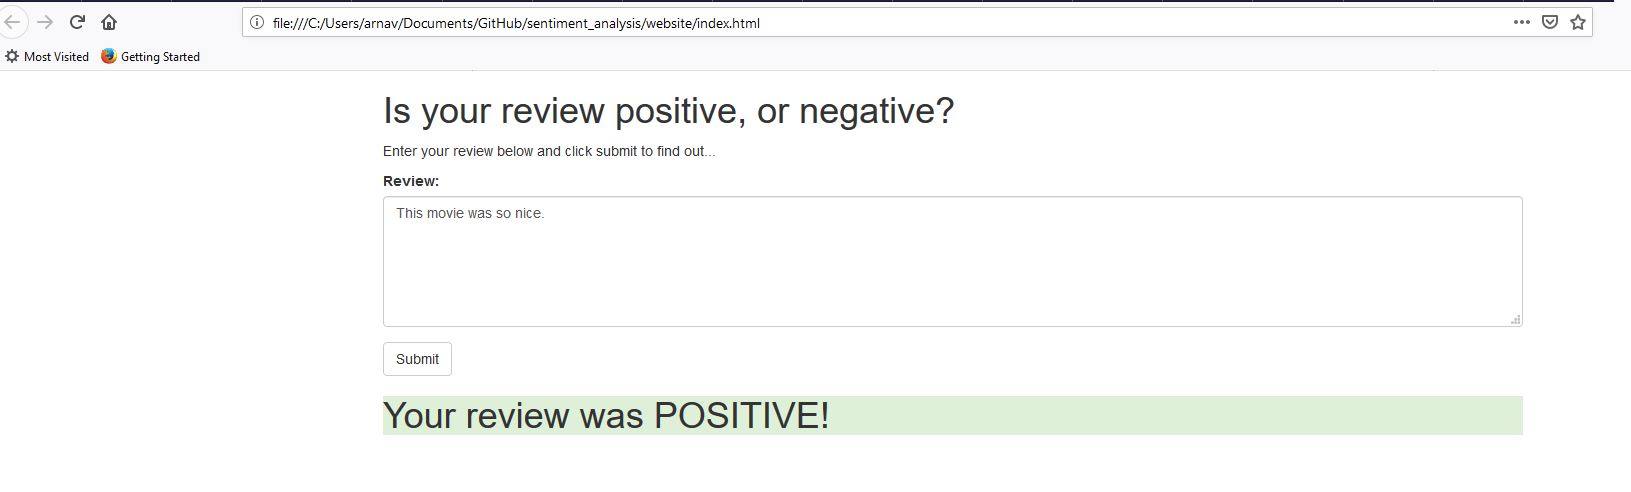 file:///C:/Users/arnav/Documents/GitHub/sentiment_analysis/website/index.html
Most Visited Getting Started
Is your review positive, or negative?
Enter your review below and click submit to find out...
Review:
This movie was so nice.
Submit
Your review was POSITIVE!